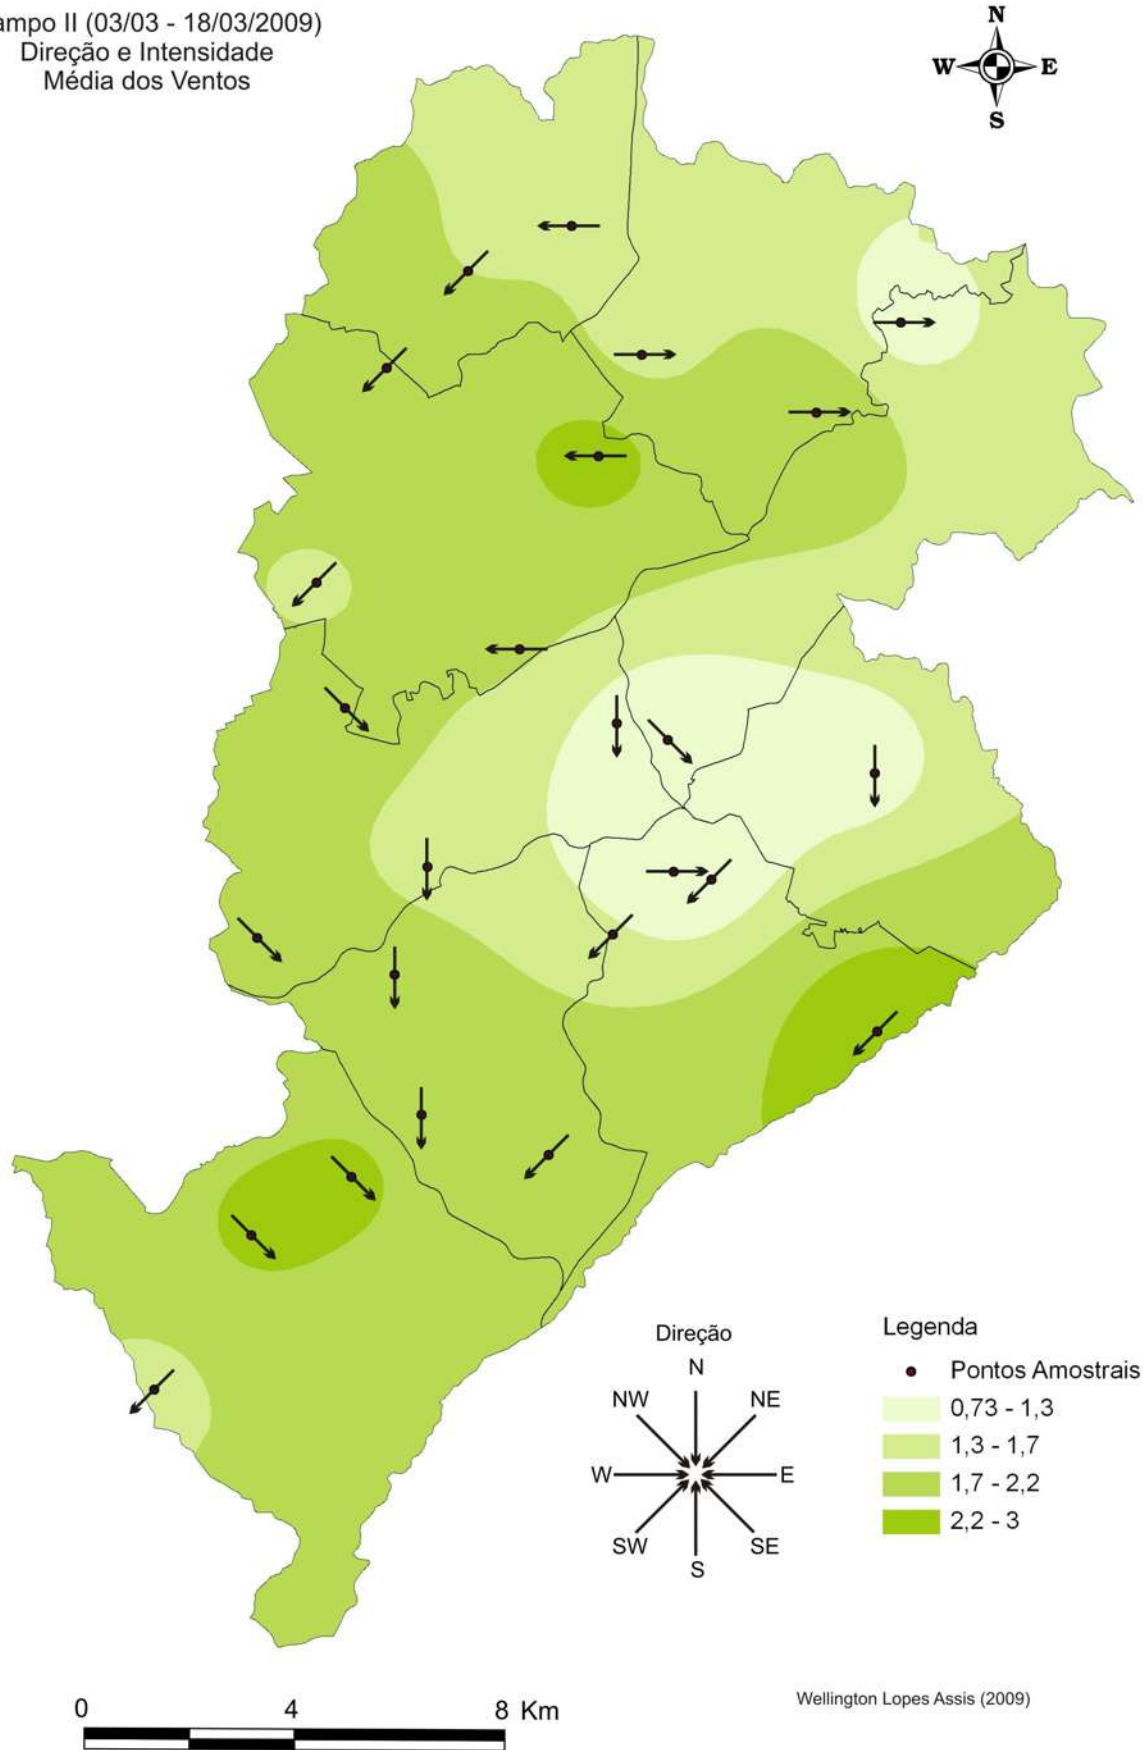 ampo II (03/03 - 18/03/2009)
Direção e Intensidade
Média dos Ventos
N
W E
S
Direção
N
NW NE
W E
SW SE
S
Legenda
Pontos Amostrais
0,73 - 1,3
1,3 - 1,7
1,7 - 2,2
2,2 - 3
0 4 8 Km
Wellington Lopes Assis (2009)